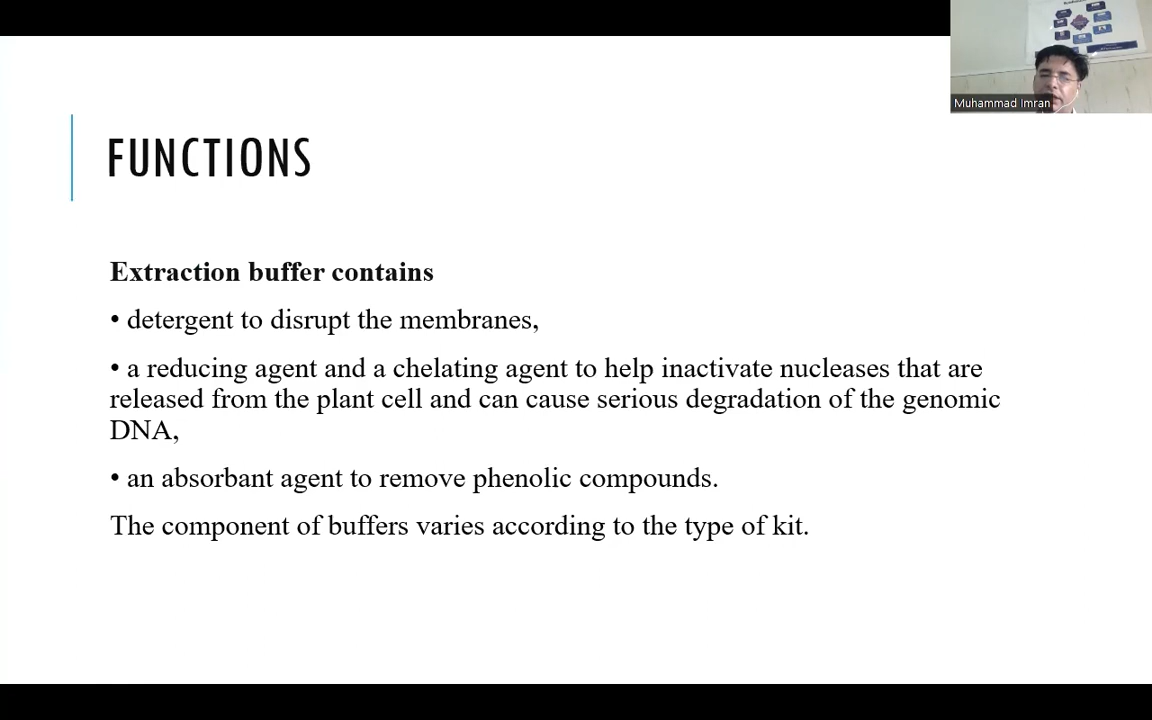 Muhammad Imran
FUNCTIONS
Extraction buffer contains
• detergent to disrupt the membranes,
• a reducing agent and a chelating agent to help inactivate nucleases that are
released from the plant cell and can cause serious degradation of the genomic
DNA,
• an absorbant agent to remove phenolic compounds.
The component of buffers varies according to the type of kit.